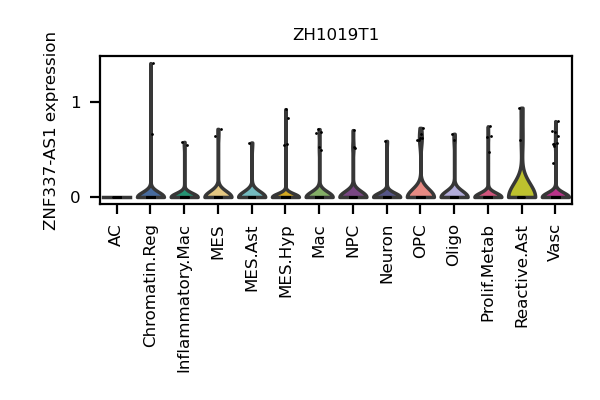 ZH1019T1
ZNF337-AS1 expression
1
0
AC
Chromatin.Reg
Inflammatory.Mac
MES
MES.Ast
MES.Hyp
Mac
NPC
Neuron
OPC
Oligo
Prolif.Metab
Reactive.Ast
Vasc